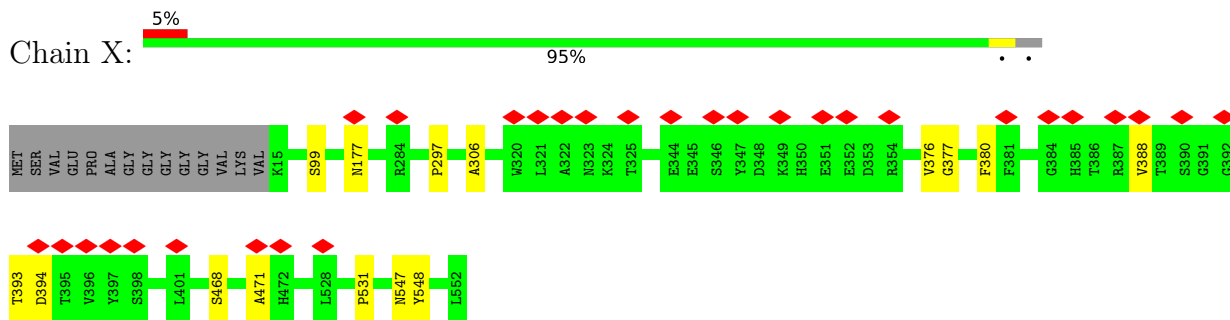 5%
Chain X:
95%
• •
MET SER VAL GLU PRO ALA GLY GLY GLY GLY GLY VAL LYS VAL K15 S99 N177 R284 P297 A306 W320 L321 A322 N323 K324 T325 E344 E345 S346 Y347 D348 K349 H350 E351 E352 D353 R354 V376 G377 F380 F381 G384 H385 T386 R387 V388 T389 S390 G391 G392
T393 D394 T395 V396 Y397 S398 L401 S468 A471 H472 L528 P531 N547 Y548 L552